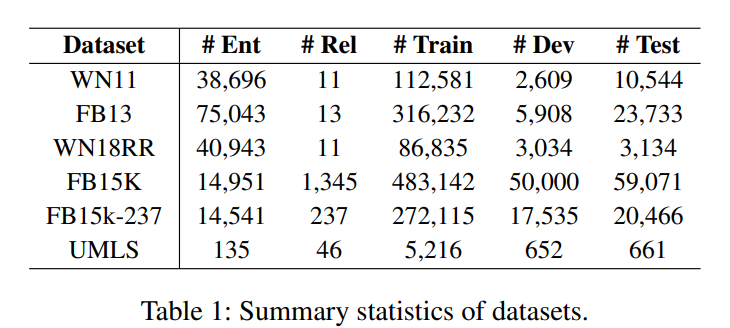 Dataset # Ent # Rel # Train # Dev # Test
WN11 38,696 11 112,581 2,609 10,544
FB13 75,043 13 316,232 5,908 23,733
WN18RR 40,943 11 86,835 3,034 3,134
FB15K 14,951 1,345 483,142 50,000 59,071
FB15k-237 14,541 237 272,115 17,535 20,466
UMLS 135 46 5,216 652 661
Table 1: Summary statistics of datasets.